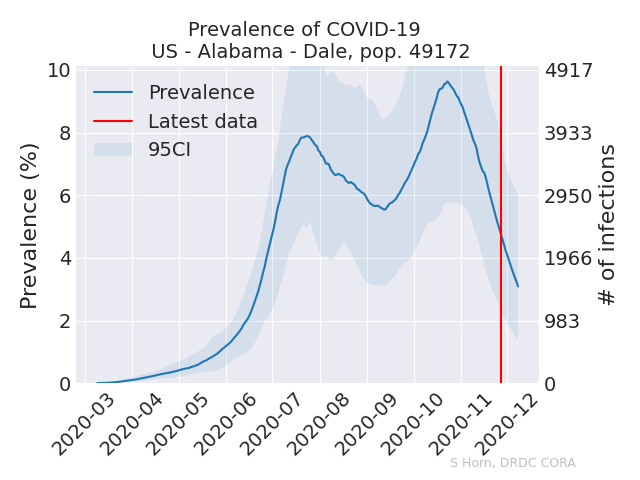 Prevalence of COVID-19
US - Alabama - Dale, pop. 49172
10
8
6
4
2
0
4917
3933
2950
1966
983
0
Prevalence (%)
# of infections
Prevalence
Latest data
95CI
2020-03
2020-04
2020-05
2020-06
2020-07
2020-08
2020-09
2020-10
2020-11
2020-12
S Horn, DRDC CORA